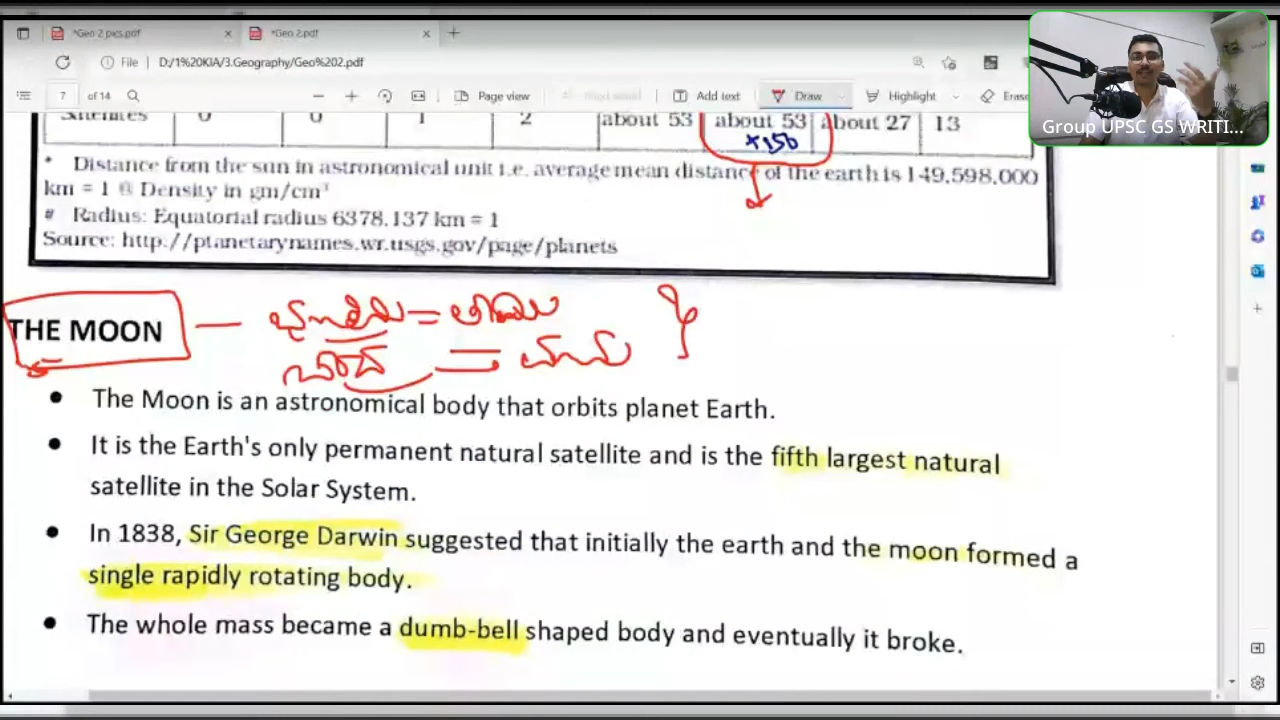 *Geo 2 pics.pdf
*Geo 2.pdf
File D:/1%20KIA/3.Geography/Geo%202.pdf
7 of 14 Page view Add text Draw Highlight Erase
Group UPSC GS WRITI...
Satellites 0 0 1 2 about 53 about 53 about 27 13
* Distance from the sun in astronomical unit i.e. average mean distance of the earth is 149,598,000
km = 1 @ Density in gm/cm³
# Radius: Equatorial radius 6378.137 km = 1
Source: http://planetarynames.wr.usgs.gov/page/planets
THE MOON
• The Moon is an astronomical body that orbits planet Earth.
• It is the Earth's only permanent natural satellite and is the fifth largest natural
satellite in the Solar System.
• In 1838, Sir George Darwin suggested that initially the earth and the moon formed a
single rapidly rotating body.
• The whole mass became a dumb-bell shaped body and eventually it broke.